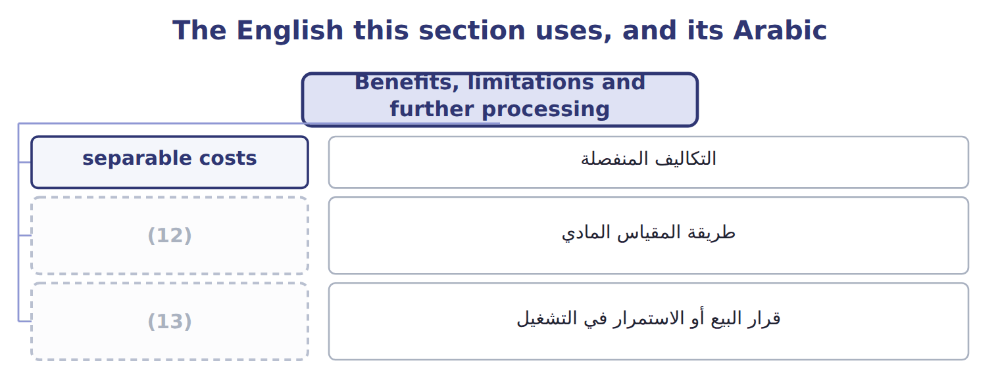 The English this section uses, and its Arabic
Benefits, limitations and
further processing
separable costs
التكاليف المنفصلة
(12)
طريقة المقياس المادي
(13)
قرار البيع أو الاستمرار في التشغيل